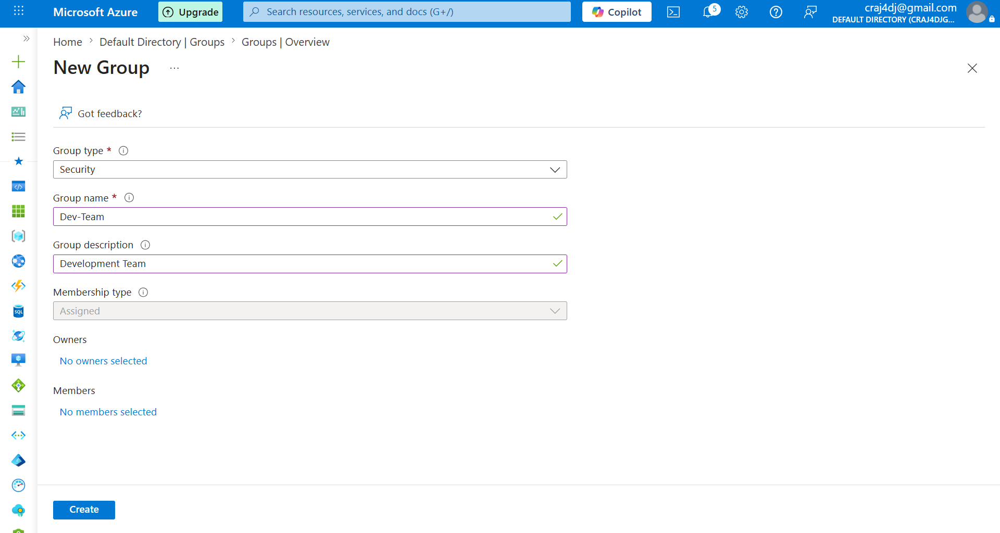 Microsoft Azure
Upgrade
Search resources, services, and docs (G+/)
Copilot
5
craj4dj@gmail.com
DEFAULT DIRECTORY (CRAJ4DJG...
Home > Default Directory | Groups > Groups | Overview
New Group ...
Got feedback?
Group type *
Security
Group name *
Dev-Team
Group description
Development Team
Membership type
Assigned
Owners
No owners selected
Members
No members selected
SQL
Create